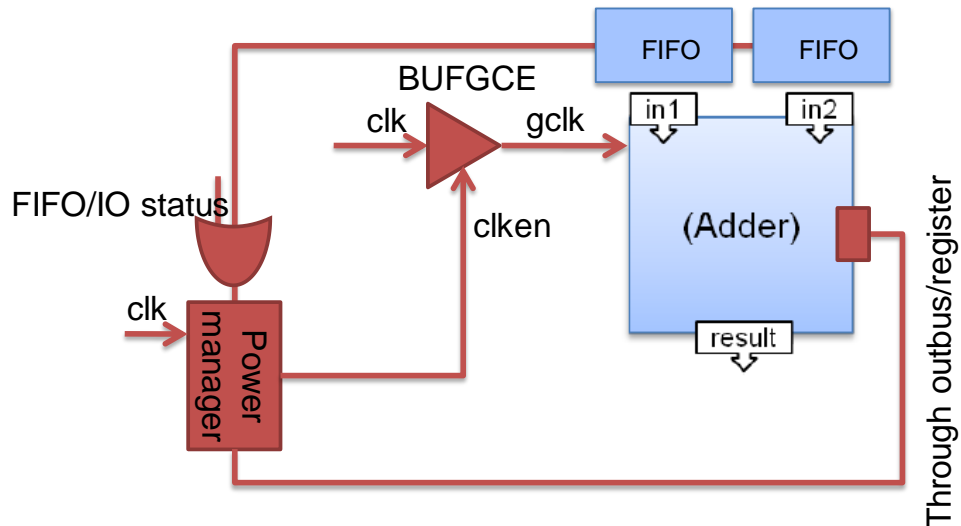 FIFO
FIFO
BUFGCE
in1
in2
clk
gclk
FIFO/IO status
clken
(Adder)
clk
Power
manager
result
Through outbus/register